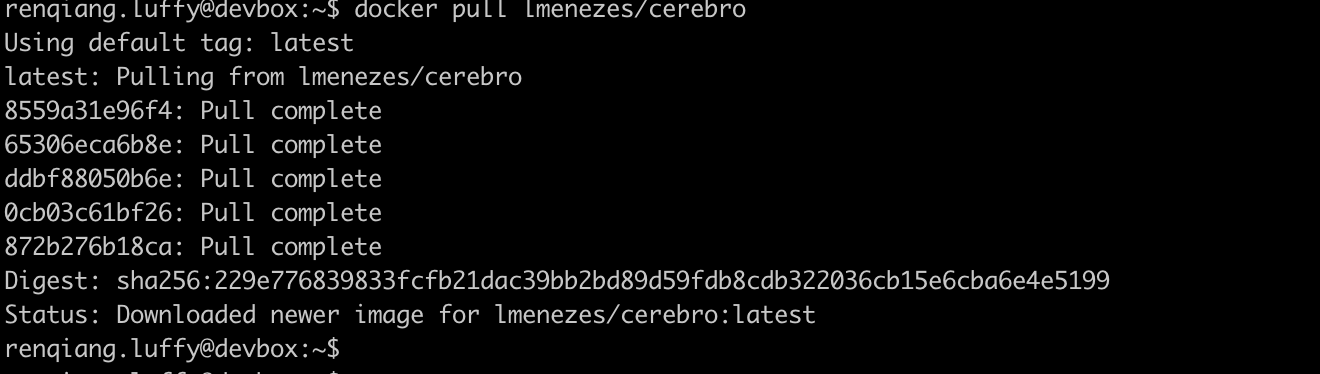 renqiang.luffy@devbox:~$ docker pull lmenezes/cerebro
Using default tag: latest
latest: Pulling from lmenezes/cerebro
8559a31e96f4: Pull complete
65306eca6b8e: Pull complete
ddbf88050b6e: Pull complete
0cb03c61bf26: Pull complete
872b276b18ca: Pull complete
Digest: sha256:229e776839833fcfb21dac39bb2bd89d59fdb8cdb322036cb15e6cba6e4e5199
Status: Downloaded newer image for lmenezes/cerebro:latest
renqiang.luffy@devbox:~$